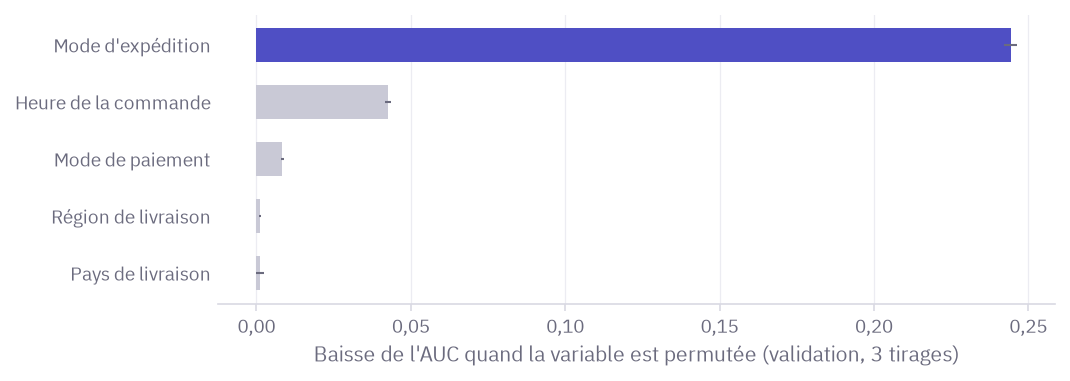 Mode d'expédition
Heure de la commande
Mode de paiement
Région de livraison
Pays de livraison
0,00 0,05 0,10 0,15 0,20 0,25
Baisse de l'AUC quand la variable est permutée (validation, 3 tirages)